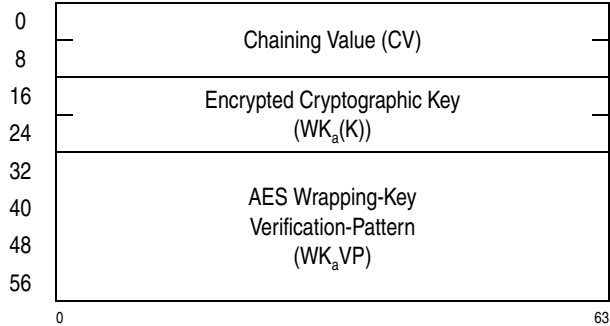 0
8
Chaining Value (CV)
16
24
Encrypted Cryptographic Key
(WKa(K))
32
40
48
56
AES Wrapping-Key
Verification-Pattern
(WKaVP)
0 63